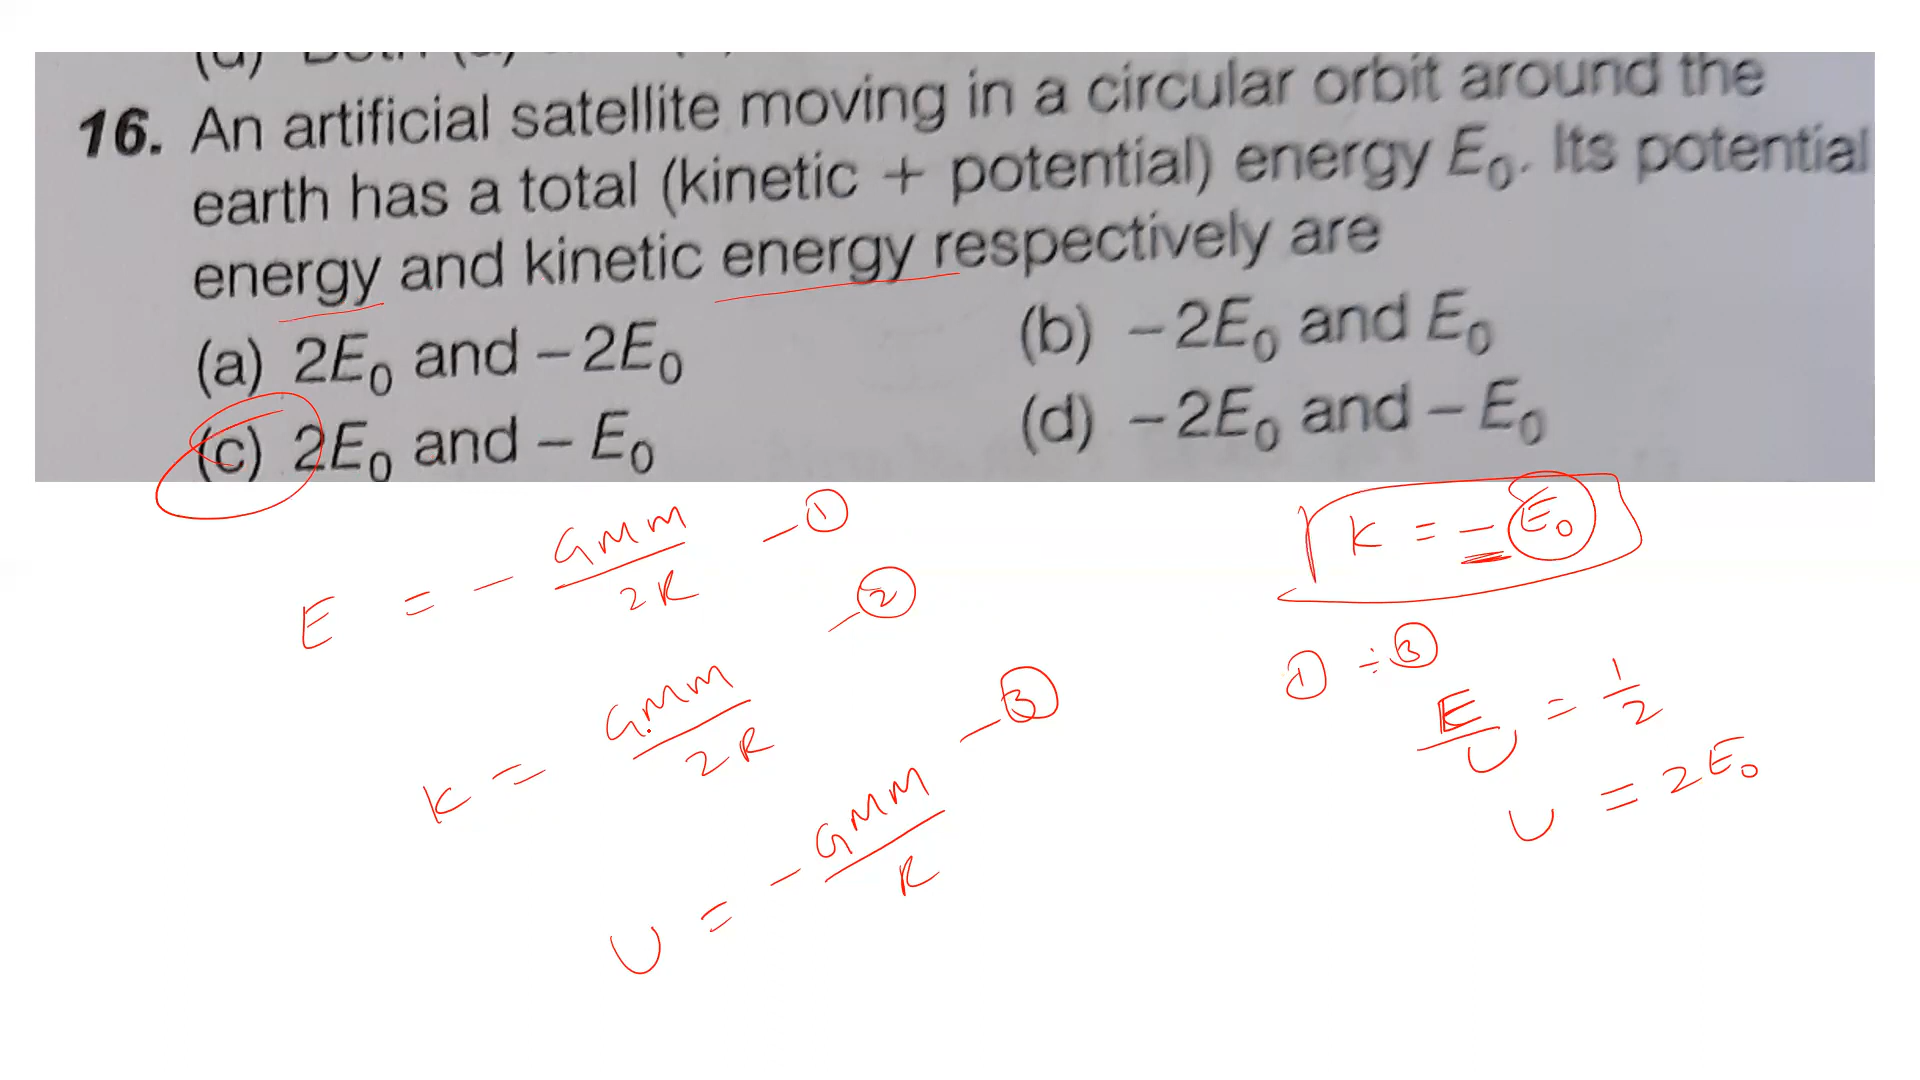 16. An artificial satellite moving in a circular orbit around the
earth has a total (kinetic + potential) energy E₀. Its potential
energy and kinetic energy respectively are
(a) 2E₀ and – 2E₀
(b) – 2E₀ and E₀
(c) 2E₀ and – E₀
(d) – 2E₀ and – E₀
E = - GMm/2R - ①
K = GMm/2R - ②
U = - GMm/R - ③
K = - E₀
① ÷ ③
E/U = 1/2
U = 2E₀